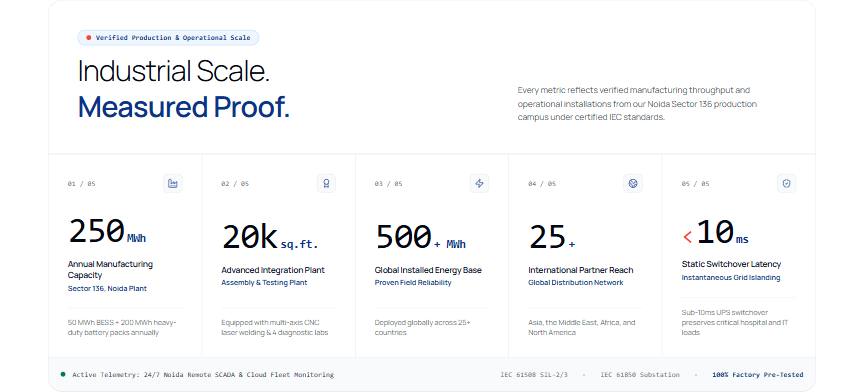 Verified Production & Operational Scale
Industrial Scale.
Measured Proof.
Every metric reflects verified manufacturing throughput and
operational installations from our Noida Sector 136 production
campus under certified IEC standards.
01 / 05
250 MWh
Annual Manufacturing
Capacity
Sector 136, Noida Plant
50 MWh BESS + 200 MWh heavy-
duty battery packs annually
02 / 05
20k sq.ft.
Advanced Integration Plant
Assembly & Testing Plant
Equipped with multi-axis CNC
laser welding & 4 diagnostic labs
03 / 05
500 + MWh
Global Installed Energy Base
Proven Field Reliability
Deployed globally across 25+
countries
04 / 05
25 +
International Partner Reach
Global Distribution Network
Asia, the Middle East, Africa, and
North America
05 / 05
<10 ms
Static Switchover Latency
Instantaneous Grid Islanding
Sub-10ms UPS switchover
preserves critical hospital and IT
loads
Active Telemetry: 24/7 Noida Remote SCADA & Cloud Fleet Monitoring
IEC 61508 SIL-2/3 · IEC 61850 Substation · 100% Factory Pre-Tested